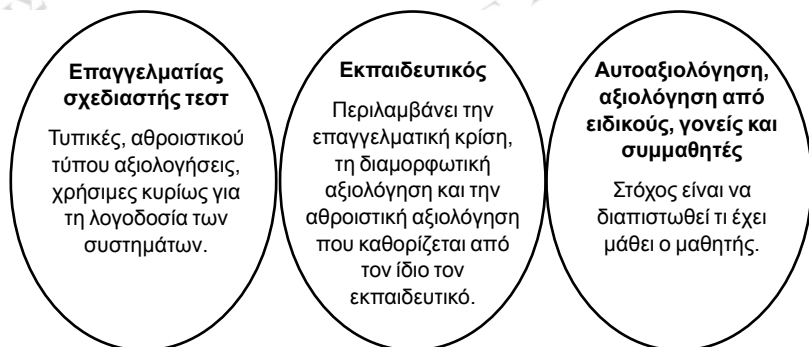 Επαγγελματίας
σχεδιαστής τεστ
Τυπικές, αθροιστικού
τύπου αξιολογήσεις,
χρήσιμες κυρίως για
τη λογοδοσία των
συστημάτων.
Εκπαιδευτικός
Περιλαμβάνει την
επαγγελματική κρίση,
τη διαμορφωτική
αξιολόγηση και την
αθροιστική αξιολόγηση
που καθορίζεται από
τον ίδιο τον
εκπαιδευτικό.
Αυτοαξιολόγηση,
αξιολόγηση από
ειδικούς, γονείς και
συμμαθητές
Στόχος είναι να
διαπιστωθεί τι έχει
μάθει ο μαθητής.